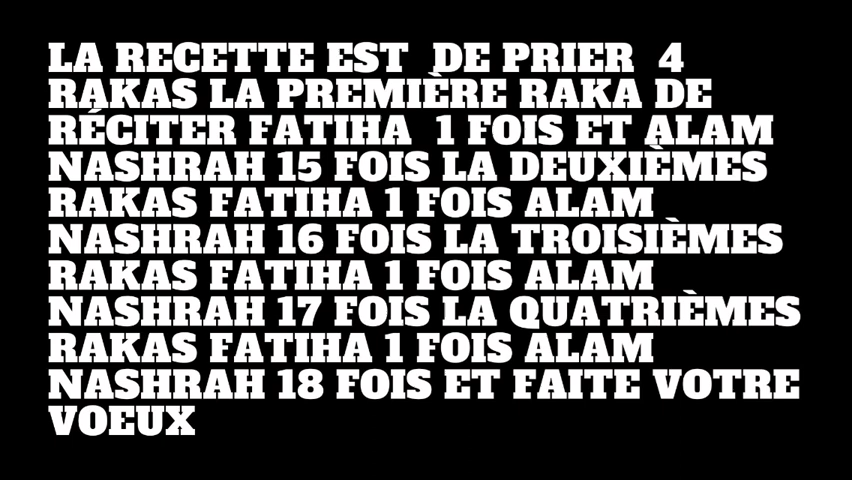 LA RECETTE EST DE PRIER 4
RAKAS LA PREMIÈRE RAKA DE
RÉCITER FATIHA 1 FOIS ET ALAM
NASHRAH 15 FOIS LA DEUXIÈMES
RAKAS FATIHA 1 FOIS ALAM
NASHRAH 16 FOIS LA TROISIÈMES
RAKAS FATIHA 1 FOIS ALAM
NASHRAH 17 FOIS LA QUATRIÈMES
RAKAS FATIHA 1 FOIS ALAM
NASHRAH 18 FOIS ET FAITE VOTRE
VOEUX